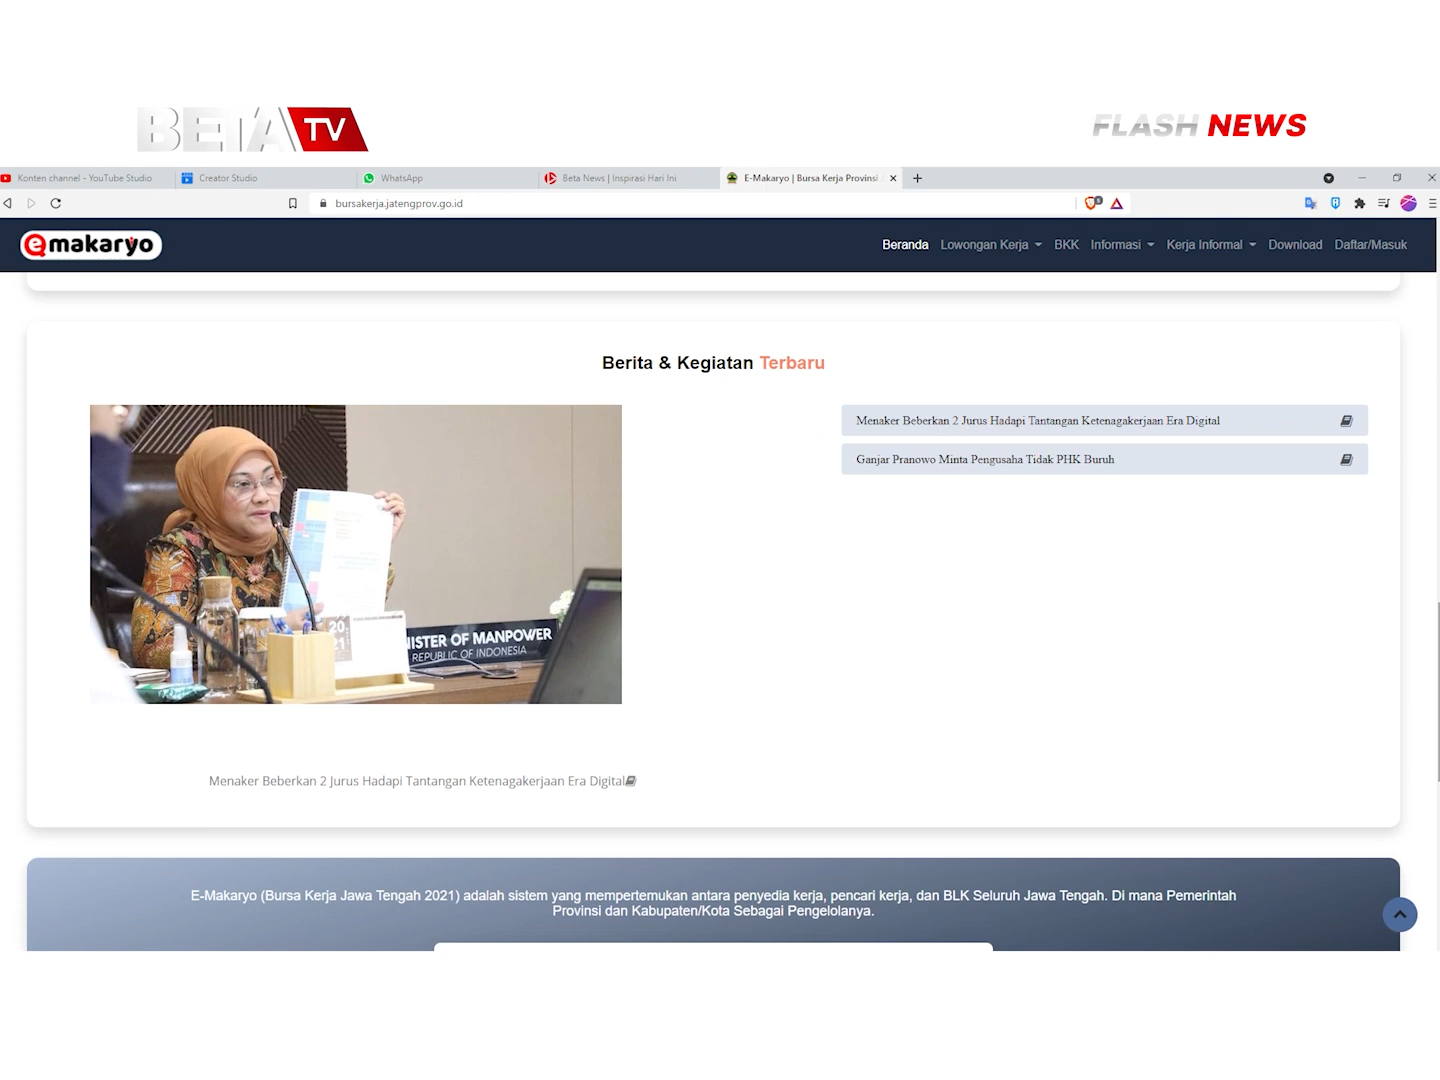 BETA TV
FLASH NEWS
Konten channel - YouTube Studio
Creator Studio
WhatsApp
Beta News | Inspirasi Hari Ini
E-Makaryo | Bursa Kerja Provinsi
bursakerja.jatengprov.go.id
emakaryo
Beranda Lowongan Kerja BKK Informasi Kerja Informal Download Daftar/Masuk
Berita & Kegiatan Terbaru
Menaker Beberkan 2 Jurus Hadapi Tantangan Ketenagakerjaan Era Digital
Ganjar Pranowo Minta Pengusaha Tidak PHK Buruh
20
21
NISTER OF MANPOWER
REPUBLIC OF INDONESIA
Menaker Beberkan 2 Jurus Hadapi Tantangan Ketenagakerjaan Era Digital
E-Makaryo (Bursa Kerja Jawa Tengah 2021) adalah sistem yang mempertemukan antara penyedia kerja, pencari kerja, dan BLK Seluruh Jawa Tengah. Di mana Pemerintah
Provinsi dan Kabupaten/Kota Sebagai Pengelolanya.